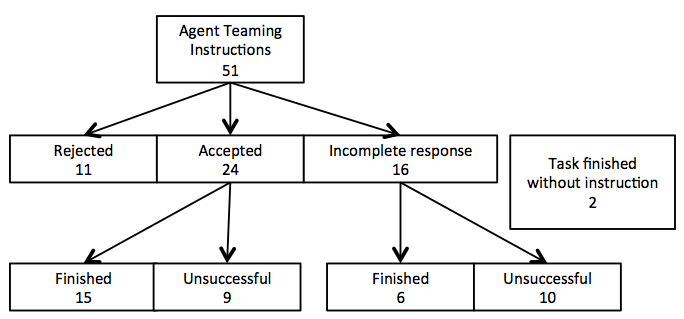 Agent Teaming
Instructions
51
Rejected
11
Accepted
24
Incomplete response
16
Task finished
without instruction
2
Finished
15
Unsuccessful
9
Finished
6
Unsuccessful
10